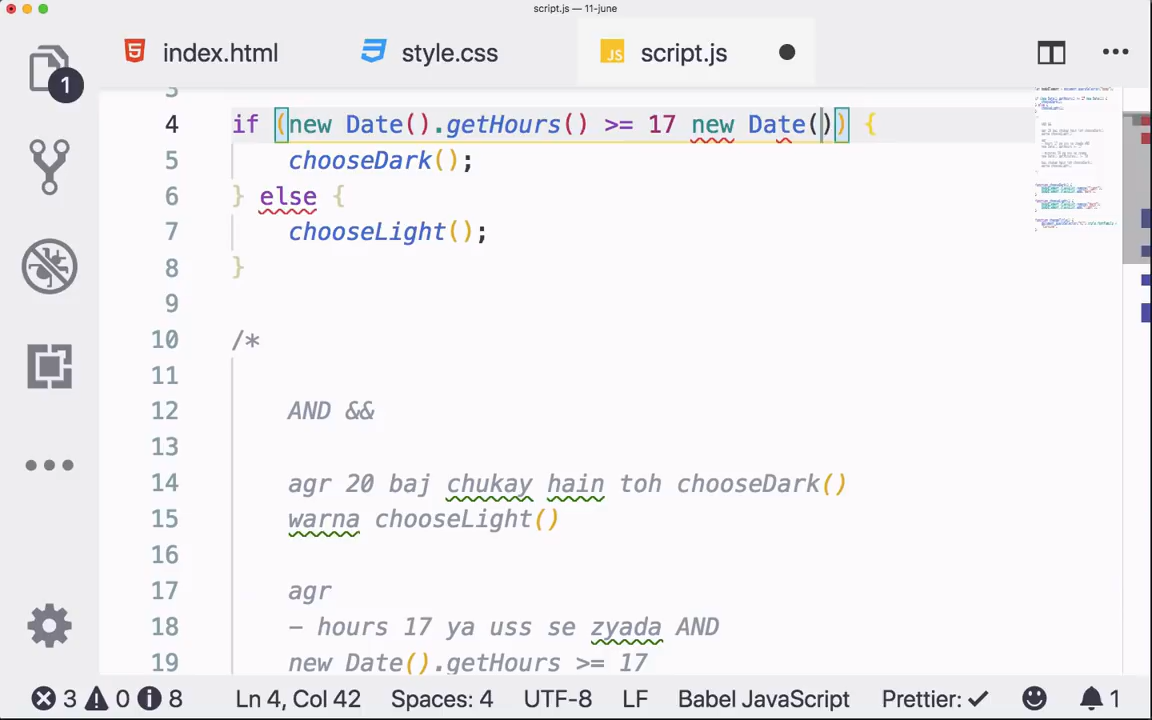 script.js — 11-june
index.html
style.css
JS script.js
1
3
4 if (new Date().getHours() >= 17 new Date()) {
5 chooseDark();
6 } else {
7 chooseLight();
8 }
9
10 /*
11
12 AND &&
13
14 agr 20 baj chukay hain toh chooseDark()
15 warna chooseLight()
16
17 agr
18 - hours 17 ya uss se zyada AND
19 new Date().getHours >= 17
3 0 8 Ln 4, Col 42 Spaces: 4 UTF-8 LF Babel JavaScript Prettier: ✓ 1